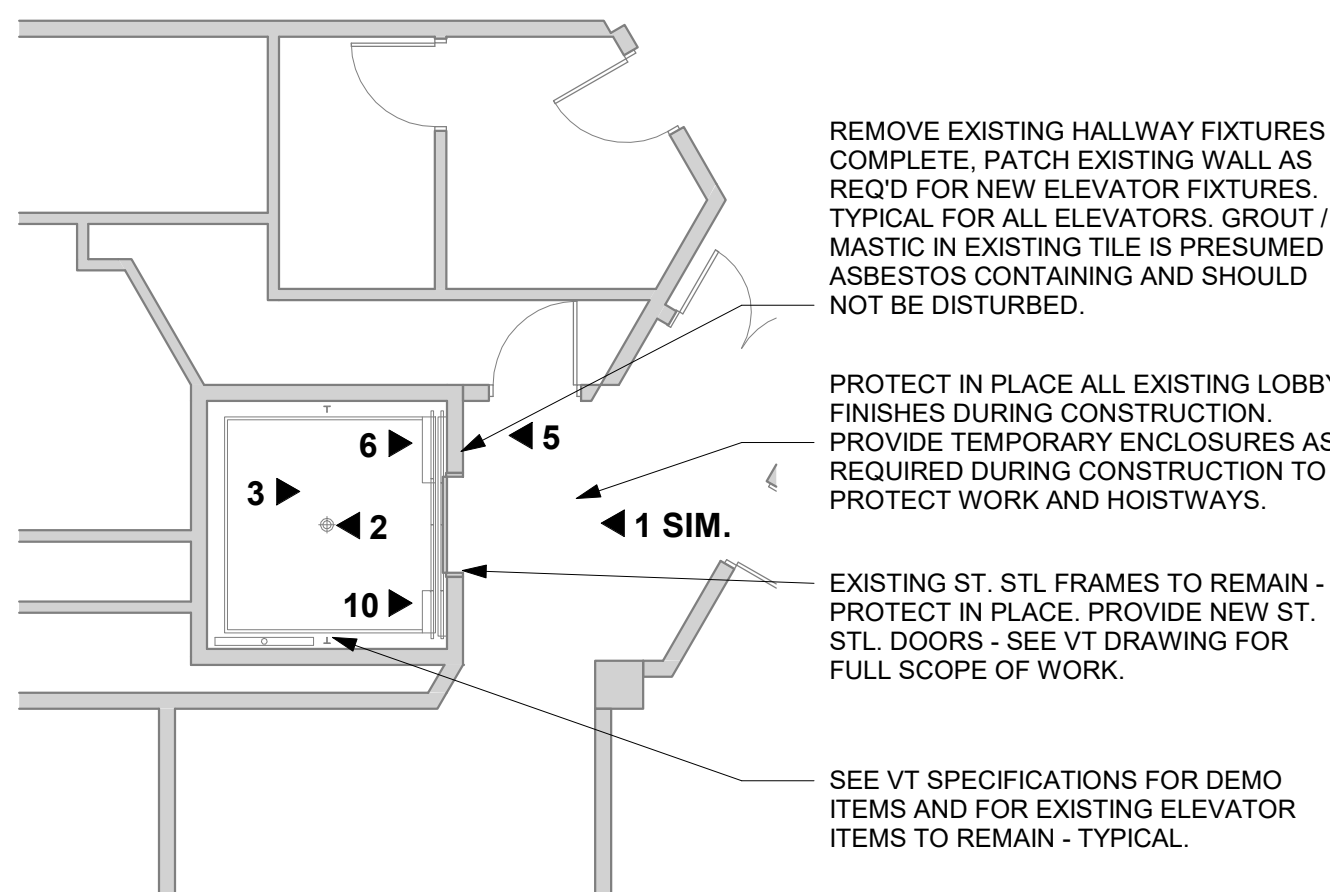 REMOVE EXISTING HALLWAY FIXTURES
COMPLETE, PATCH EXISTING WALL AS
REQ'D FOR NEW ELEVATOR FIXTURES.
TYPICAL FOR ALL ELEVATORS. GROUT /
MASTIC IN EXISTING TILE IS PRESUMED
ASBESTOS CONTAINING AND SHOULD
NOT BE DISTURBED.
PROTECT IN PLACE ALL EXISTING LOBBY
FINISHES DURING CONSTRUCTION.
PROVIDE TEMPORARY ENCLOSURES AS
REQUIRED DURING CONSTRUCTION TO
PROTECT WORK AND HOISTWAYS.
EXISTING ST. STL FRAMES TO REMAIN -
PROTECT IN PLACE. PROVIDE NEW ST.
STL. DOORS - SEE VT DRAWING FOR
FULL SCOPE OF WORK.
SEE VT SPECIFICATIONS FOR DEMO
ITEMS AND FOR EXISTING ELEVATOR
ITEMS TO REMAIN - TYPICAL.
6
5
3
2
1 SIM.
10